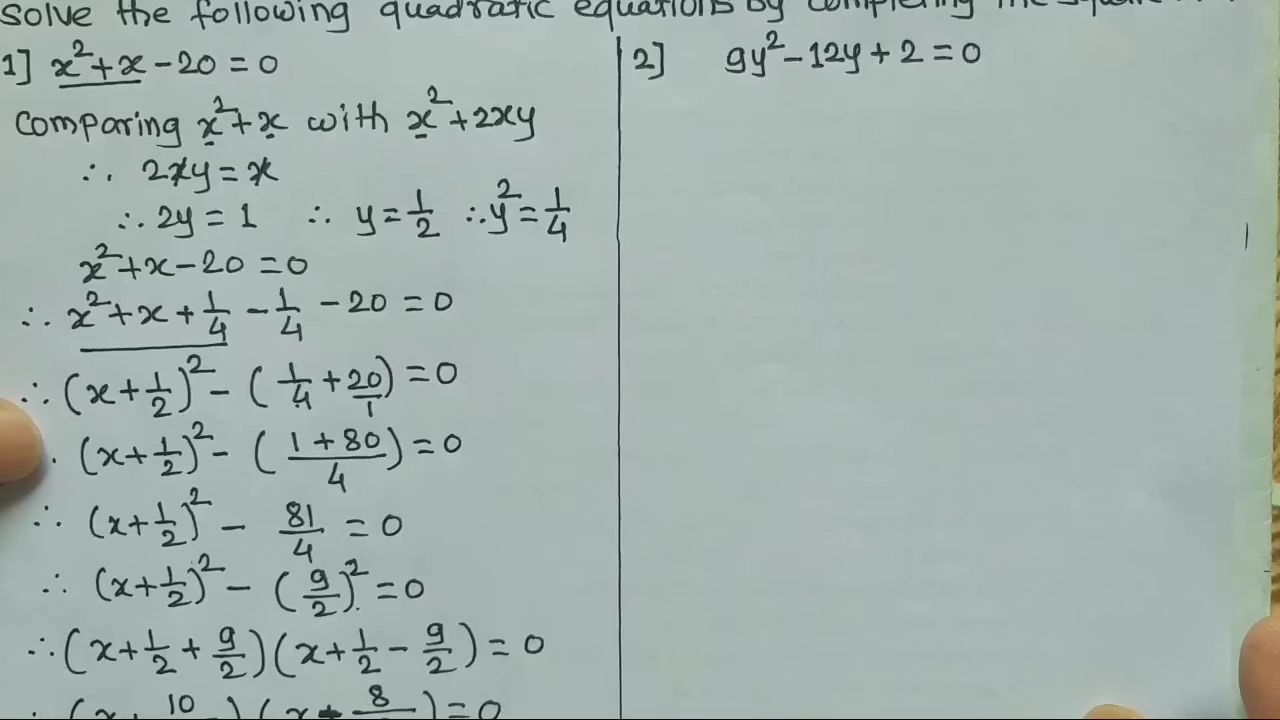 solve the following quadratic equations by completing the square
1] x²+x-20=0
comparing x²+x with x²+2xy
∴ 2xy=x
∴ 2y=1 ∴ y=1/2 ∴ y²=1/4
x²+x-20=0
∴ x²+x+1/4-1/4-20=0
∴ (x+1/2)²-(1/4+20/1)=0
(x+1/2)²-((1+80)/4)=0
∴ (x+1/2)²-81/4=0
∴ (x+1/2)²-(9/2)²=0
∴ (x+1/2+9/2)(x+1/2-9/2)=0
2] 9y²-12y+2=0